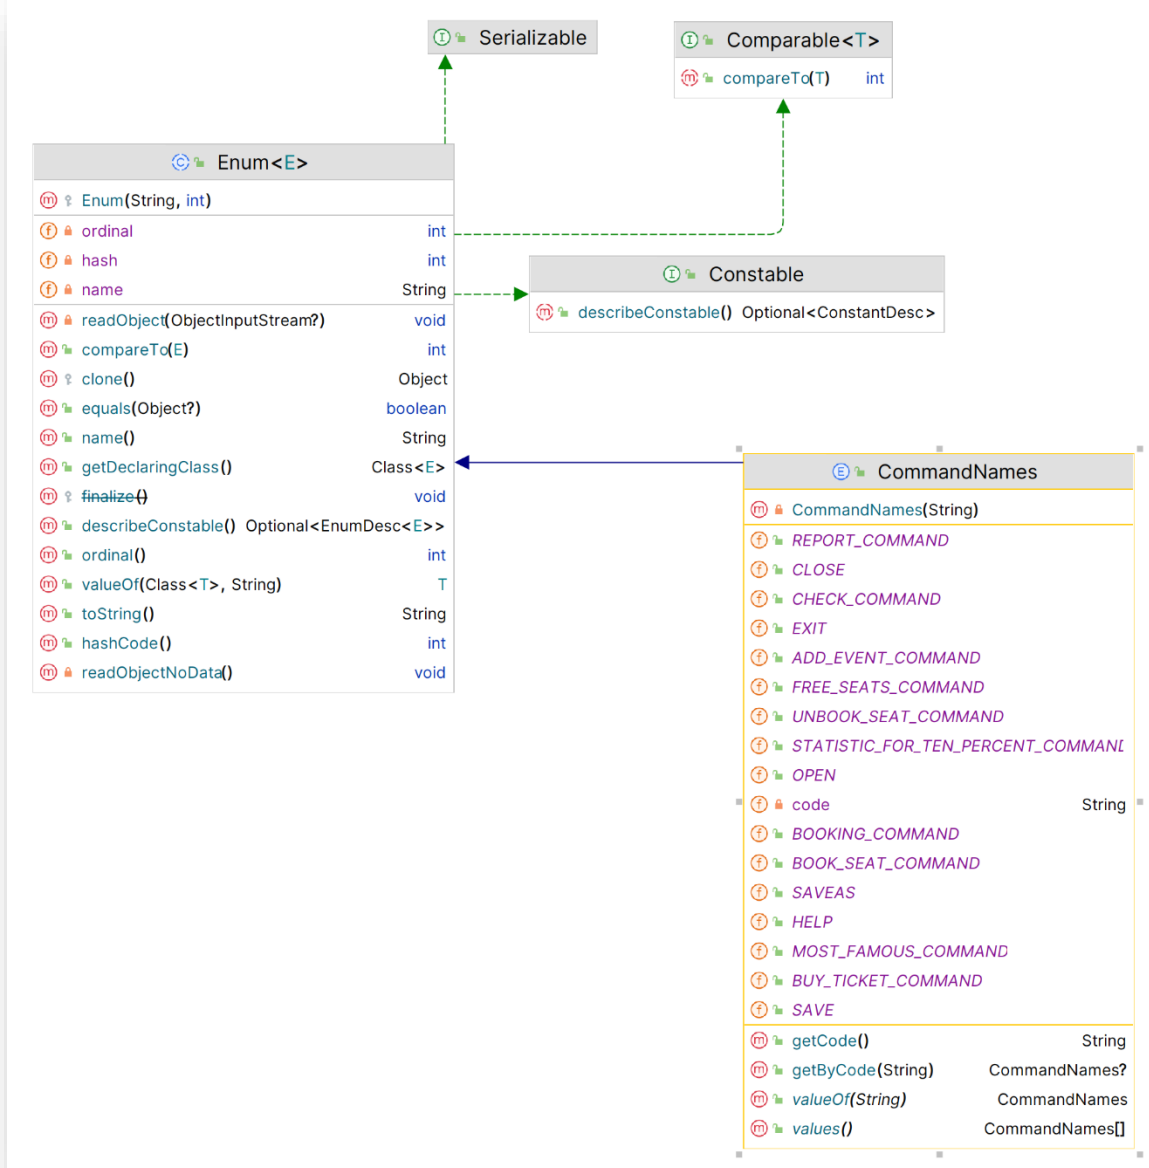 Serializable
Comparable<T>
compareTo(T) int
Enum<E>
Enum(String, int)
ordinal int
hash int
name String
readObject(ObjectInputStream?) void
compareTo(E) int
clone() Object
equals(Object?) boolean
name() String
getDeclaringClass() Class<E>
finalize() void
describeConstable() Optional<EnumDesc<E>>
ordinal() int
valueOf(Class<T>, String) T
toString() String
hashCode() int
readObjectNoData() void
Constable
describeConstable() Optional<ConstantDesc>
CommandNames
CommandNames(String)
REPORT_COMMAND
CLOSE
CHECK_COMMAND
EXIT
ADD_EVENT_COMMAND
FREE_SEATS_COMMAND
UNBOOK_SEAT_COMMAND
STATISTIC_FOR_TEN_PERCENT_COMMAND
OPEN
code String
BOOKING_COMMAND
BOOK_SEAT_COMMAND
SAVEAS
HELP
MOST_FAMOUS_COMMAND
BUY_TICKET_COMMAND
SAVE
getCode() String
getByCode(String) CommandNames?
valueOf(String) CommandNames
values() CommandNames[]